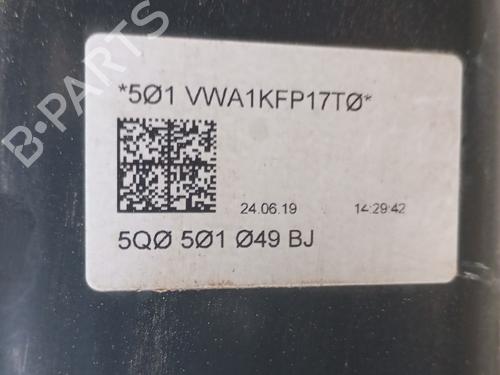 B-PARTS
*5Ø1 VWA1KFP17TØ*
24.06.19 14:29:42
5QØ 5Ø1 Ø49 BJ